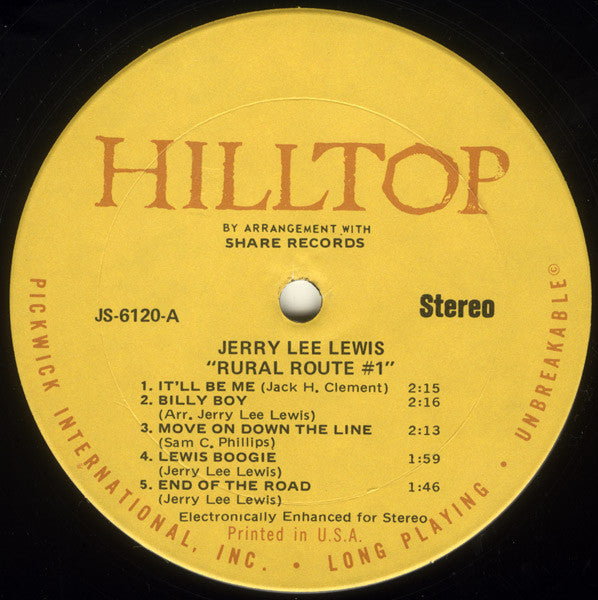 HILLTOP
BY ARRANGEMENT WITH
SHARE RECORDS
JS-6120-A
Stereo
JERRY LEE LEWIS
“RURAL ROUTE #1”
1. IT'LL BE ME (Jack H. Clement) 2:15
2. BILLY BOY 2:16
(Arr. Jerry Lee Lewis)
3. MOVE ON DOWN THE LINE 2:13
(Sam C. Phillips)
4. LEWIS BOOGIE 1:59
(Jerry Lee Lewis)
5. END OF THE ROAD 1:46
(Jerry Lee Lewis)
Electronically Enhanced for Stereo
Printed in U.S.A.
PICKWICK INTERNATIONAL, INC. • LONG PLAYING • UNBREAKABLE©